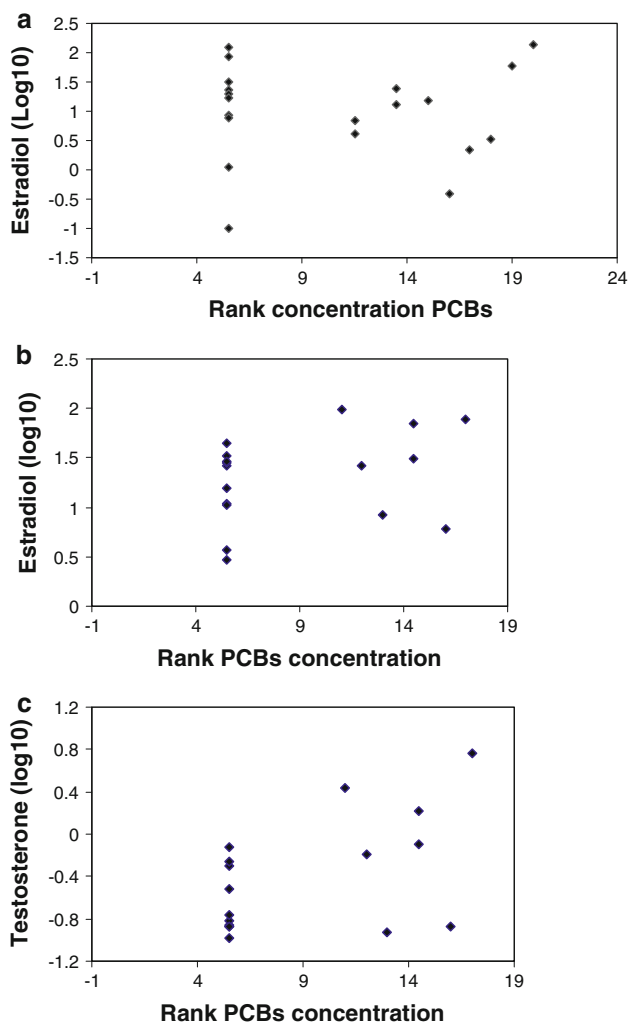 a
Estradiol (Log10)
2.5
2
1.5
1
0.5
0
-0.5
-1
-1.5
-1 4 9 14 19 24
Rank concentration PCBs
b
Estradiol (log10)
2.5
2
1.5
1
0.5
0
-1 4 9 14 19
Rank PCBs concentration
c
Testosterone (log10)
1.2
0.8
0.4
0
-0.4
-0.8
-1.2
-1 4 9 14 19
Rank PCBs concentration